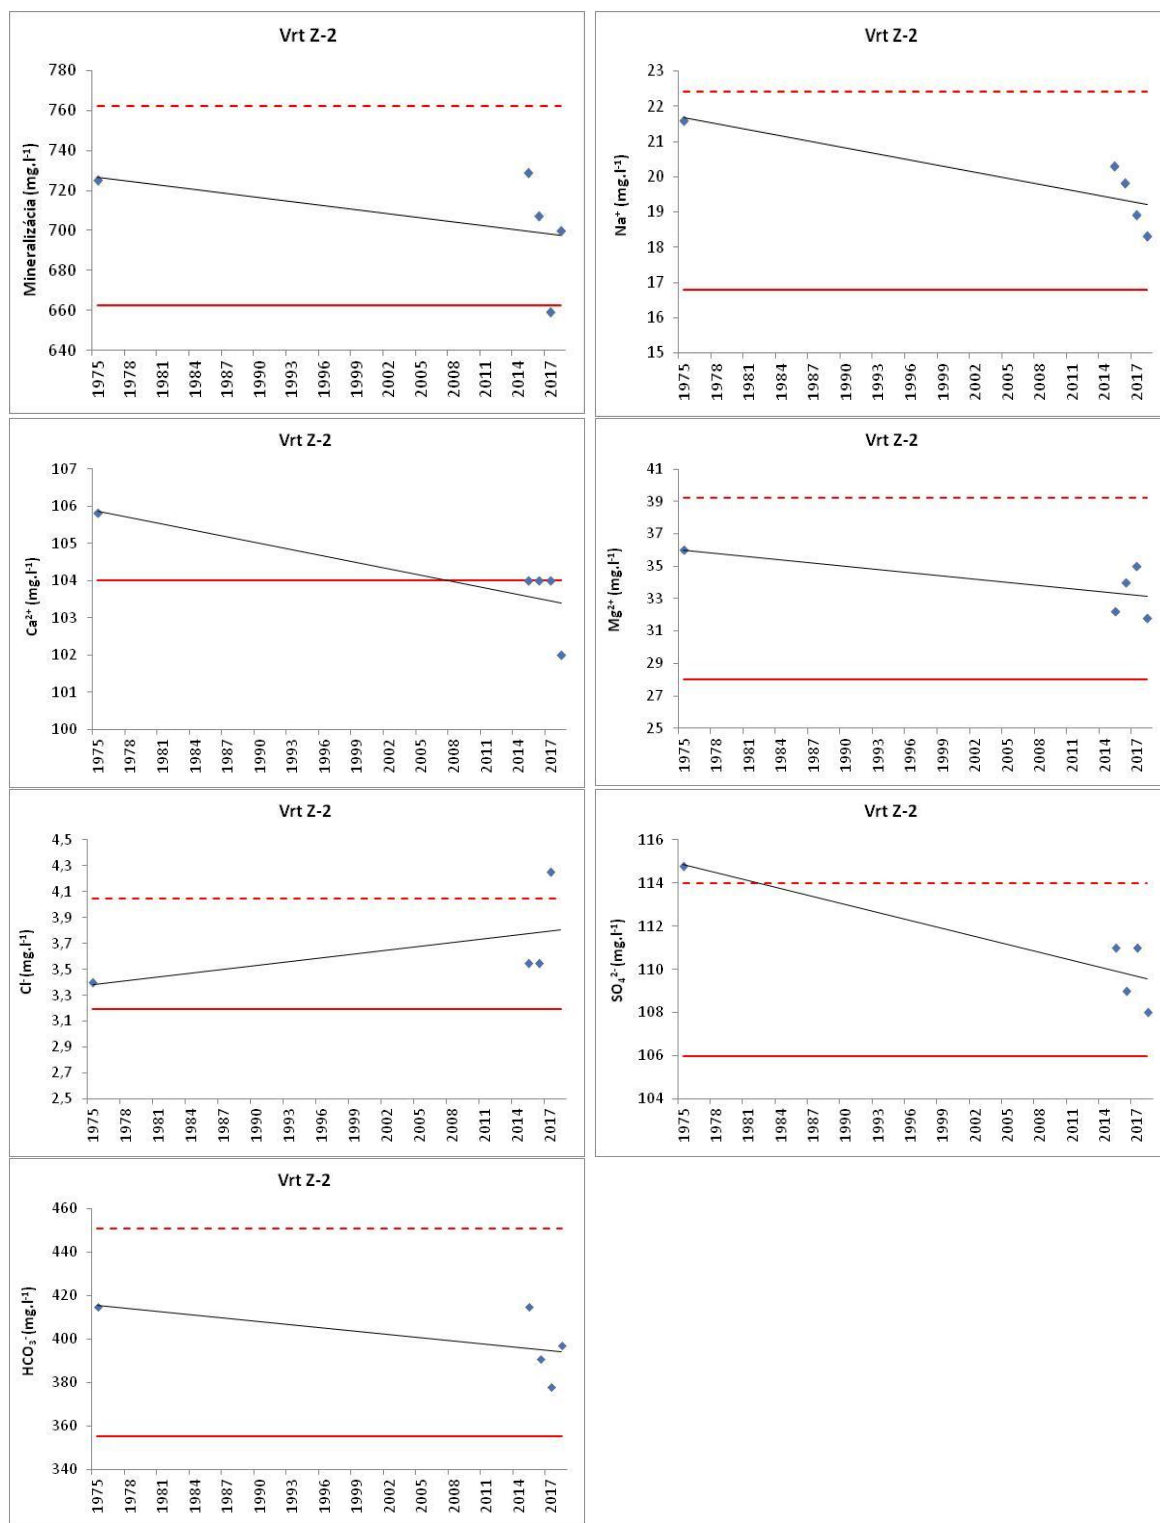 Vrt Z-2
Mineralizácia (mg.l-1)
780
760
740
720
700
680
660
640
1975 1978 1981 1984 1987 1990 1993 1996 1999 2002 2005 2008 2011 2014 2017
Vrt Z-2
Na+ (mg.l-1)
23
22
21
20
19
18
17
16
15
1975 1978 1981 1984 1987 1990 1993 1996 1999 2002 2005 2008 2011 2014 2017
Vrt Z-2
Ca2+ (mg.l-1)
107
106
105
104
103
102
101
100
1975 1978 1981 1984 1987 1990 1993 1996 1999 2002 2005 2008 2011 2014 2017
Vrt Z-2
Mg2+ (mg.l-1)
41
39
37
35
33
31
29
27
25
1975 1978 1981 1984 1987 1990 1993 1996 1999 2002 2005 2008 2011 2014 2017
Vrt Z-2
Cl- (mg.l-1)
4,5
4,3
4,1
3,9
3,7
3,5
3,3
3,1
2,9
2,7
2,5
1975 1978 1981 1984 1987 1990 1993 1996 1999 2002 2005 2008 2011 2014 2017
Vrt Z-2
SO42- (mg.l-1)
116
114
112
110
108
106
104
1975 1978 1981 1984 1987 1990 1993 1996 1999 2002 2005 2008 2011 2014 2017
Vrt Z-2
HCO3- (mg.l-1)
460
440
420
400
380
360
340
1975 1978 1981 1984 1987 1990 1993 1996 1999 2002 2005 2008 2011 2014 2017